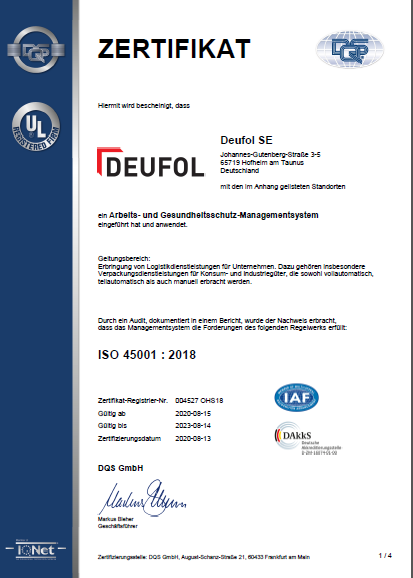 DQS
ZERTIFIKAT
DQS
Hiermit wird bescheinigt, dass
UL
REGISTERED FIRM
DEUFOL
Deufol SE
Johannes-Gutenberg-Straße 3-5
65719 Hofheim am Taunus
Deutschland
mit den im Anhang gelisteten Standorten
ein Arbeits- und Gesundheitsschutz-Managementsystem
eingeführt hat und anwendet.
Geltungsbereich:
Erbringung von Logistikdienstleistungen für Unternehmen. Dazu gehören insbesondere
Verpackungsdienstleistungen für Konsum- und Industriegüter, die sowohl vollautomatisch,
teilautomatisch als auch manuell erbracht werden.
Durch ein Audit, dokumentiert in einem Bericht, wurde der Nachweis erbracht,
dass das Managementsystem die Forderungen des folgenden Regelwerks erfüllt:
ISO 45001 : 2018
Zertifikat-Registrier-Nr. 004527 OHS18
Gültig ab 2020-08-15
Gültig bis 2023-08-14
Zertifizierungsdatum 2020-08-13
IAF
DAkkS
Deutsche
Akkreditierungsstelle
DQS GmbH
Markus Bleher
Geschäftsführer
IQNet
Zertifizierungsstelle: DQS GmbH, August-Schanz-Straße 21, 60433 Frankfurt am Main
1 / 4